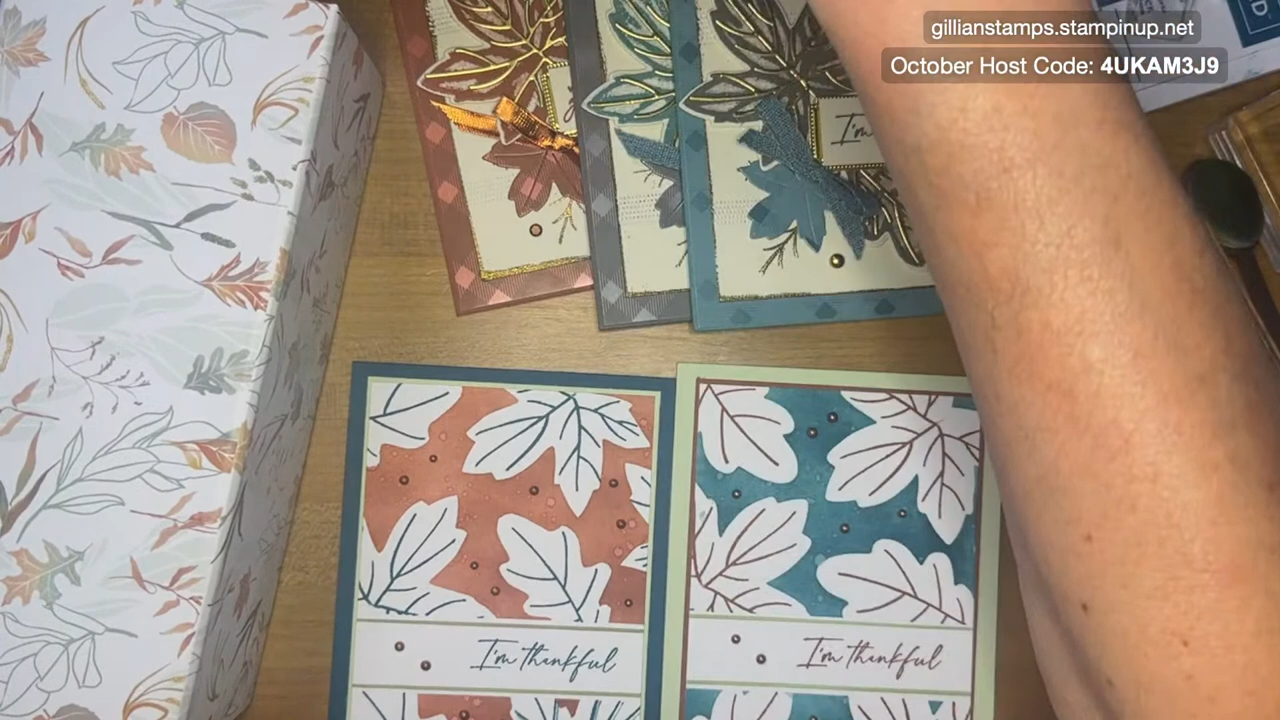 gillianstamps.stampinup.net
October Host Code: 4UKAM3J9
I'm
I'm thankful
I'm thankful